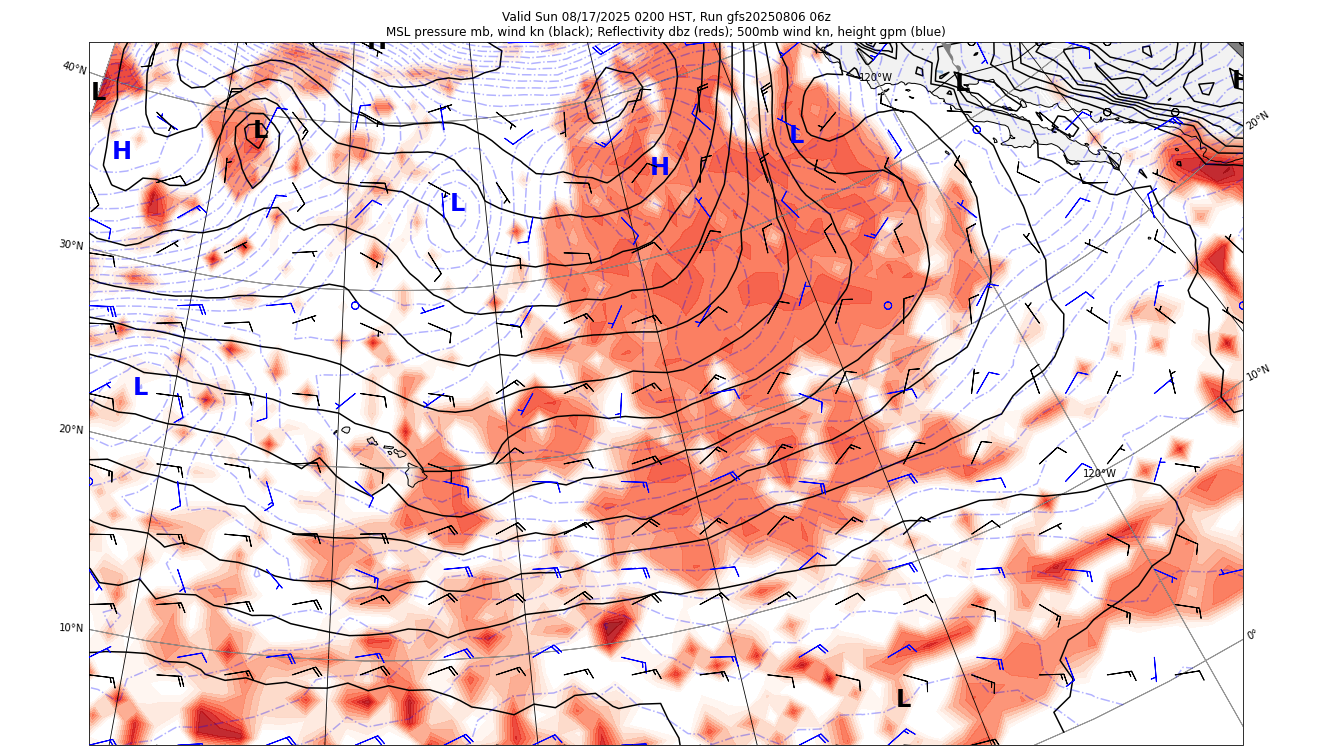 Valid Sun 08/17/2025 0200 HST, Run gfs20250806 06z
MSL pressure mb, wind kn (black); Reflectivity dbz (reds); 500mb wind kn, height gpm (blue)
H
40°N
120°W
L
L
H
20°N
L
L
H
H
L
30°N
10°N
L
20°N
120°W
10°N
0°
L